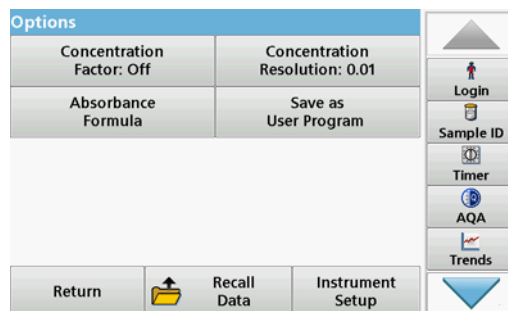 Options
Concentration
Factor: Off
Concentration
Resolution: 0.01
Absorbance
Formula
Save as
User Program
Login
Sample ID
Timer
AQA
Trends
Return
Recall
Data
Instrument
Setup